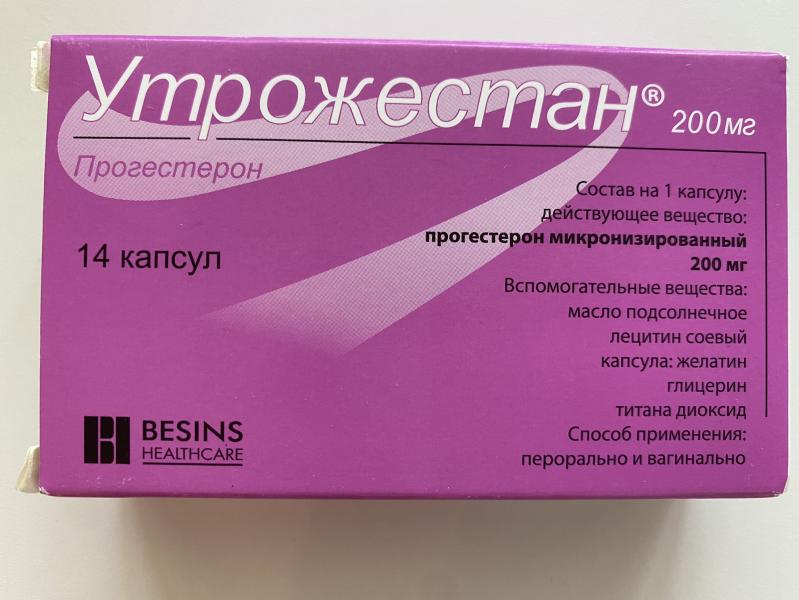 Утрожестан® 200мг
Прогестерон
14 капсул
Состав на 1 капсулу:
действующее вещество:
прогестерон микронизированный
200 мг
Вспомогательные вещества:
масло подсолнечное
лецитин соевый
капсула: желатин
глицерин
титана диоксид
Способ применения:
перорально и вагинально
BESINS
HEALTHCARE